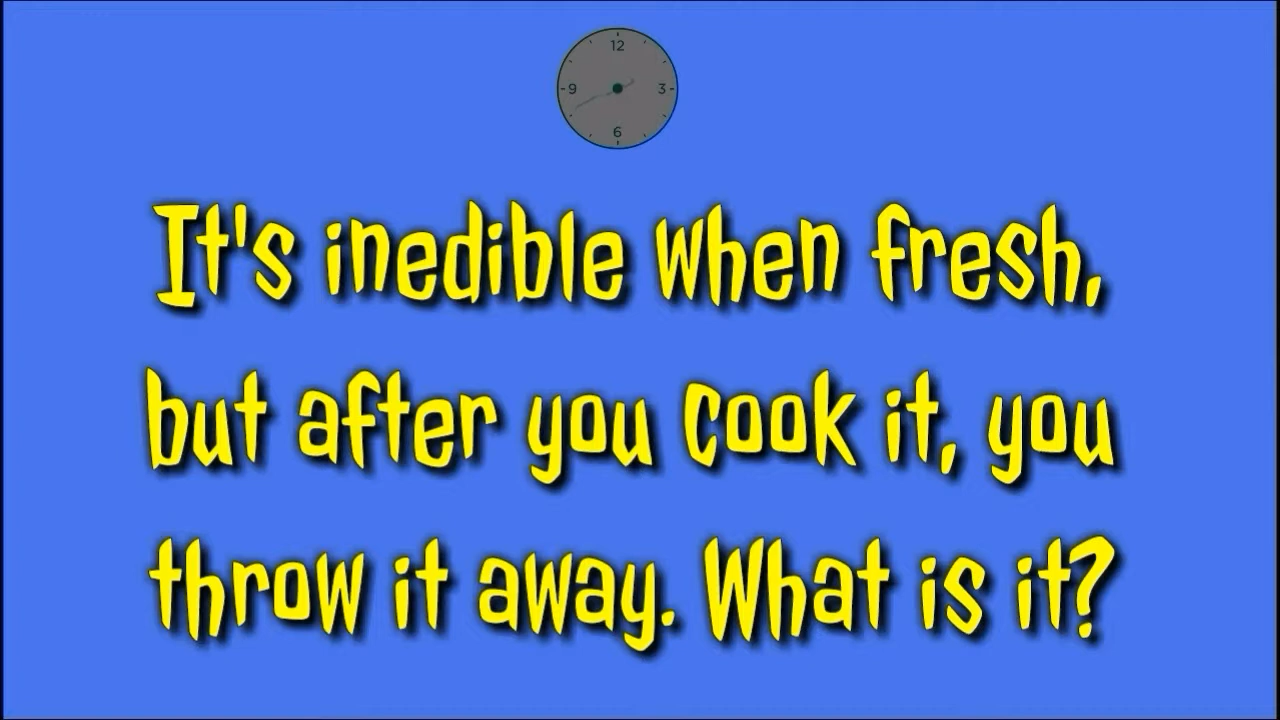 12
9
3
6
It's inedible when fresh,
but after you cook it, you
throw it away. What is it?